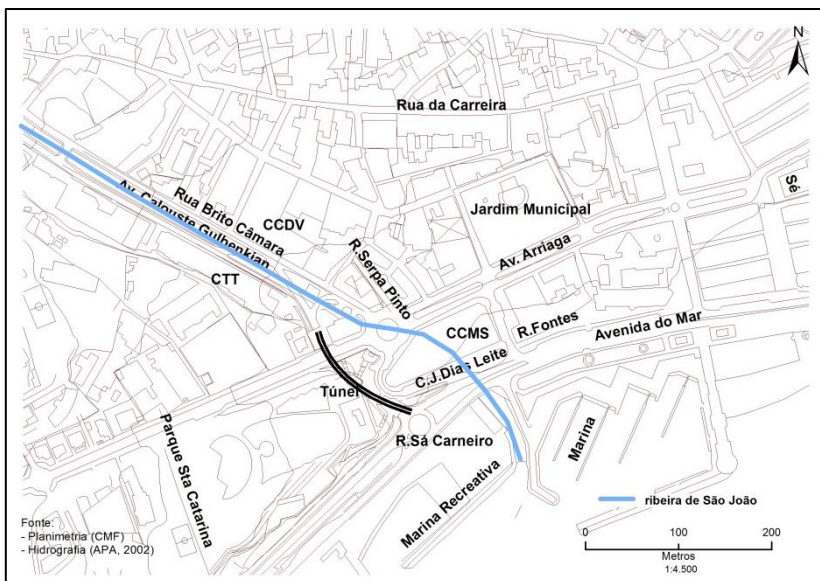 N
Rua da Carreira
Sé
Av. Calouste Gulbenkian
Rua Brito Câmara
CCDV
Jardim Municipal
Av. Arriaga
CTT
R.Serpa Pinto
CCMS
R.Fontes
Avenida do Mar
C.J.Dias Leite
Túnel
Parque Sta Catarina
R.Sá Carneiro
Marina
Marina Recreativa
ribeira de São João
Fonte:
- Planimetria (CMF)
- Hidrografia (APA, 2002)
0 100 200
Metros
1:4.500